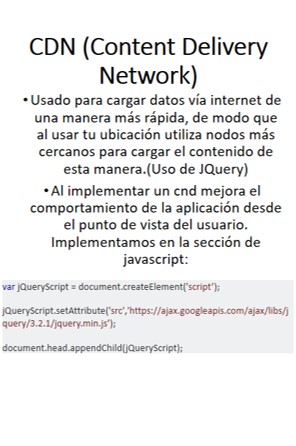 CDN (Content Delivery
Network)
•Usado para cargar datos vía internet de
una manera más rápida, de modo que
al usar tu ubicación utiliza nodos más
cercanos para cargar el contenido de
esta manera.(Uso de JQuery)
•Al implementar un cnd mejora el
comportamiento de la aplicación desde
el punto de vista del usuario.
Implementamos en la sección de
javascript:
var jQueryScript = document.createElement('script');
jQueryScript.setAttribute('src','https://ajax.googleapis.com/ajax/libs/j
query/3.2.1/jquery.min.js');
document.head.appendChild(jQueryScript);